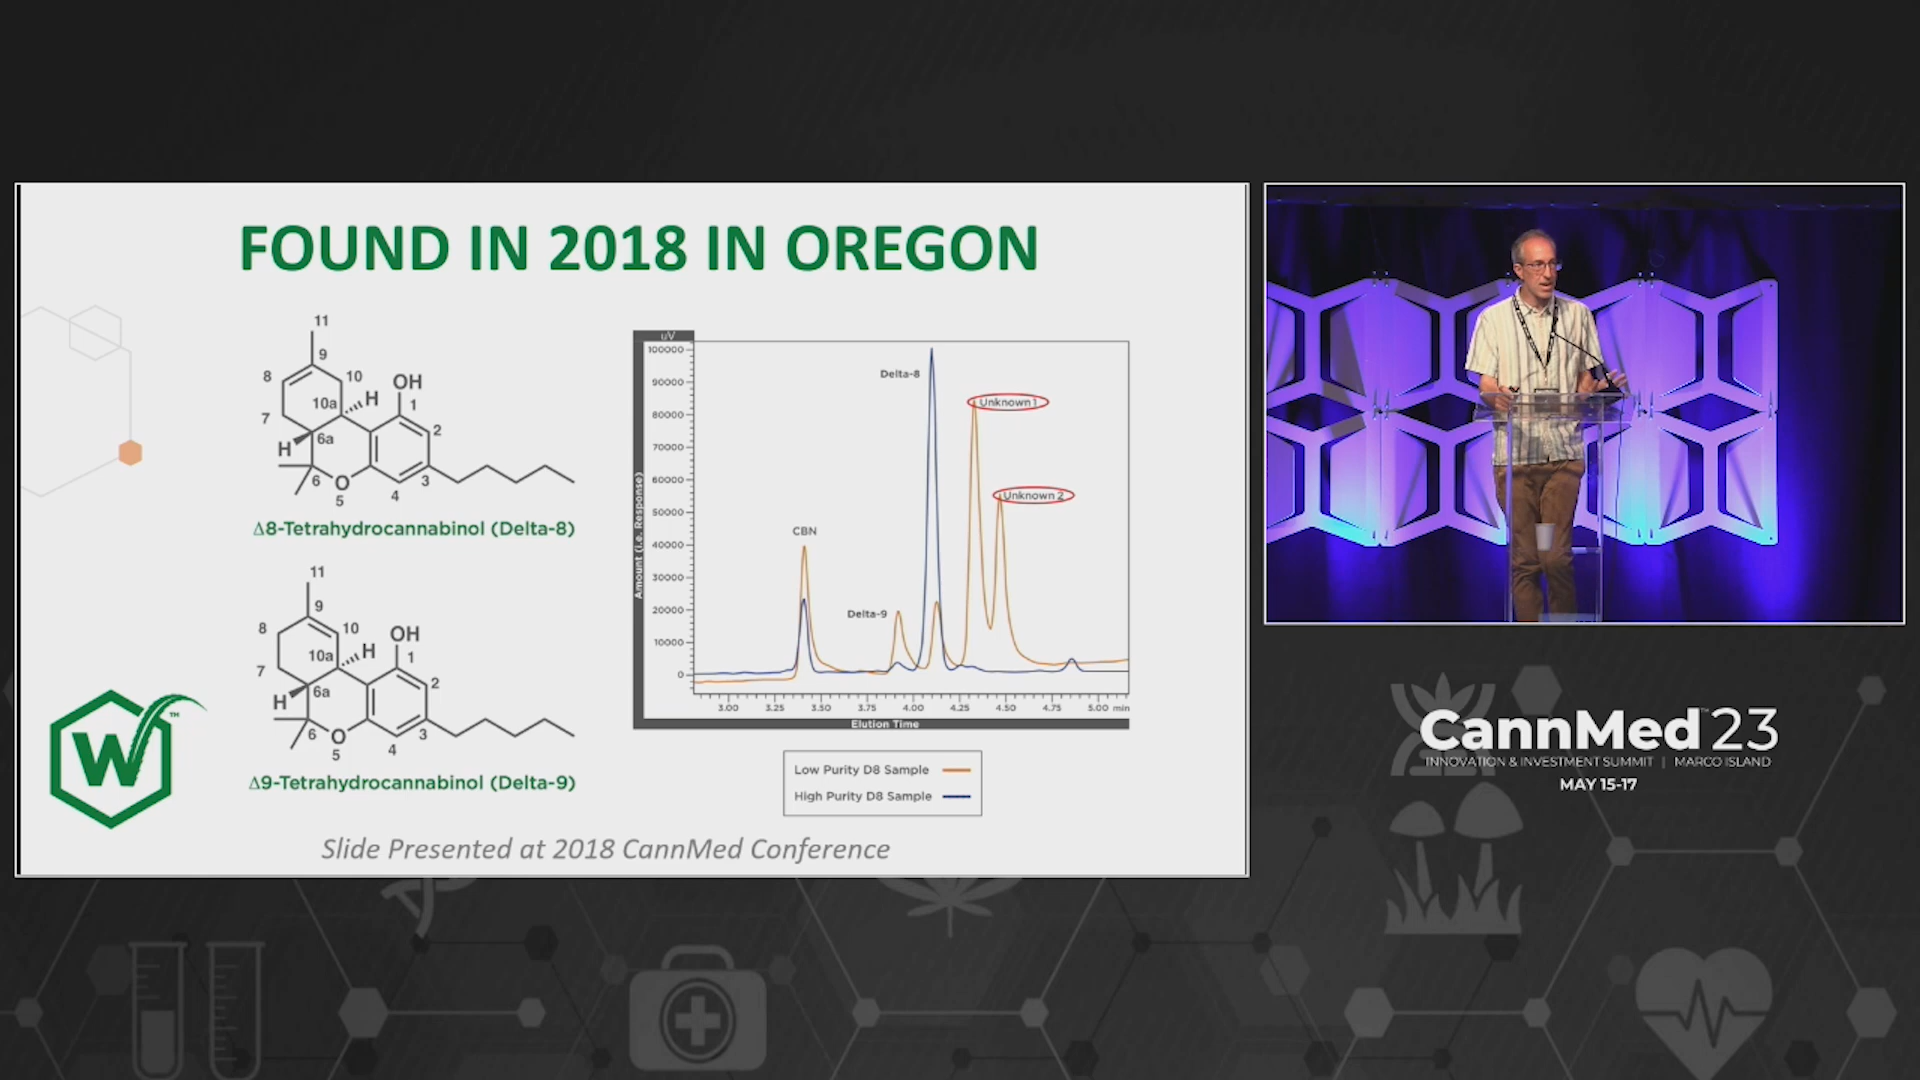 FOUND IN 2018 IN OREGON
11
9
8
10
OH
10a
H
1
7
2
H
6a
6
O
5
4
3
Δ8-Tetrahydrocannabinol (Delta-8)
11
9
8
10
OH
10a
H
1
7
2
H
6a
6
O
5
4
3
Δ9-Tetrahydrocannabinol (Delta-9)
W
TM
uV
100000
90000
80000
70000
60000
50000
40000
30000
20000
10000
0
Amount (i.e. Response)
CBN
Delta-9
Delta-8
Unknown 1
Unknown 2
3.00 3.25 3.50 3.75 4.00 4.25 4.50 4.75 5.00 min
Elution Time
Low Purity D8 Sample
High Purity D8 Sample
Slide Presented at 2018 CannMed Conference
CannMed™23
INNOVATION & INVESTMENT SUMMIT | MARCO ISLAND
MAY 15-17